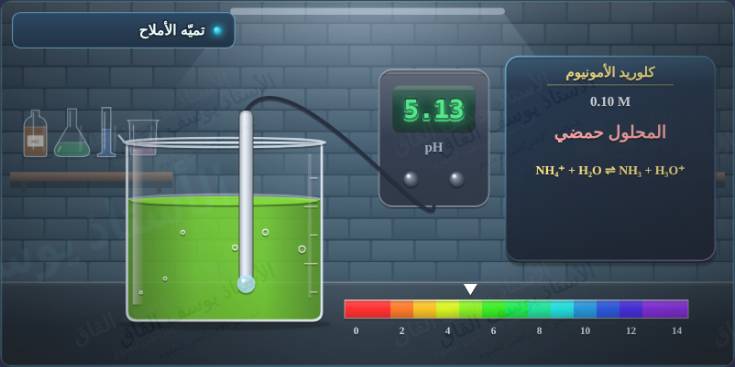 تميّه الأملاح
كلوريد الأمونيوم
0.10 M
المحلول حمضي
NH₄⁺ + H₂O ⇌ NH₃ + H₃O⁺
5.13
pH
0 2 4 6 8 10 12 14